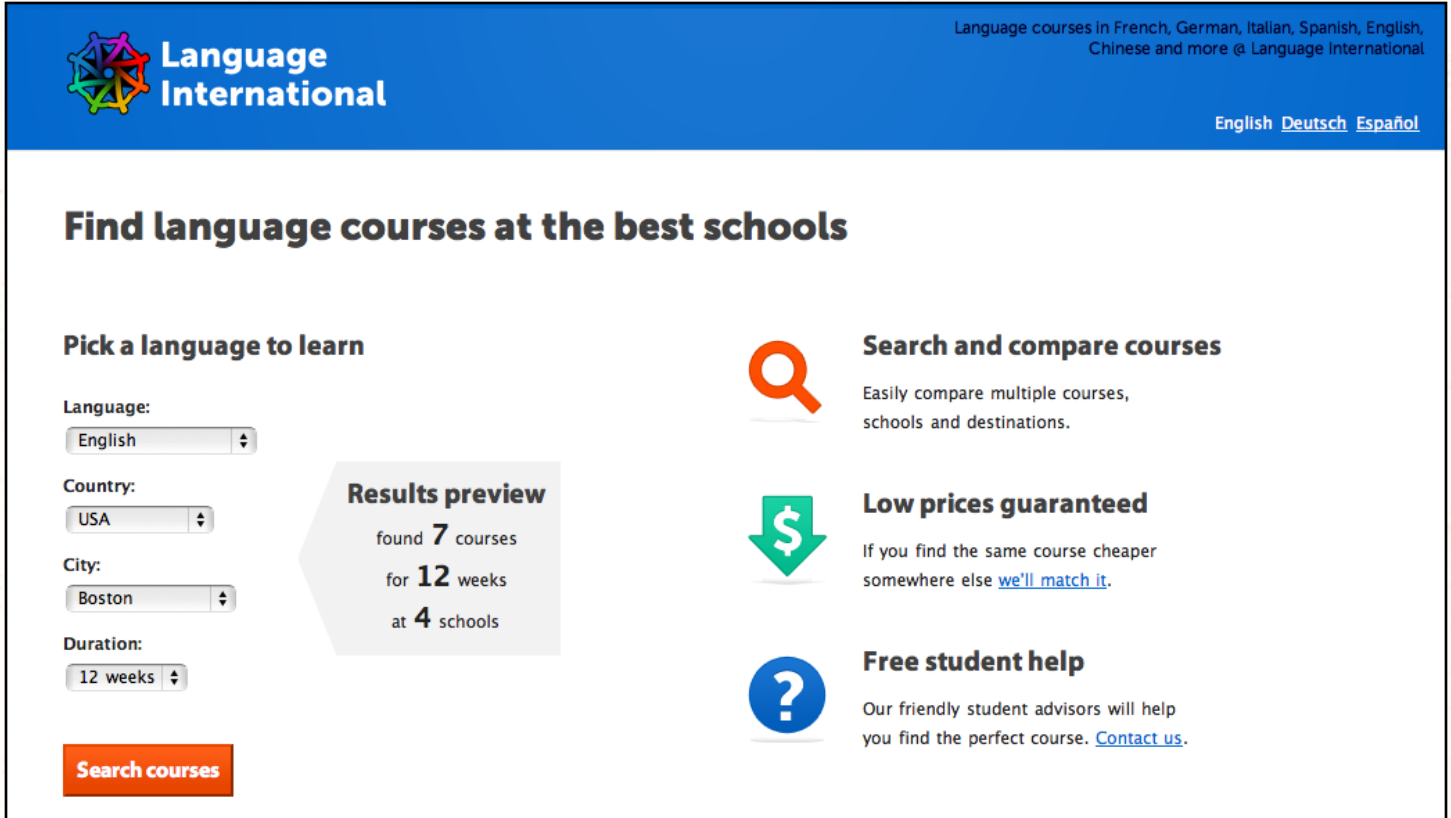 Language
International
Language courses in French, German, Italian, Spanish, English,
Chinese and more @ Language International
English Deutsch Español
Find language courses at the best schools
Pick a language to learn
Language:
English
Country:
USA
City:
Boston
Duration:
12 weeks
Search courses
Results preview
found 7 courses
for 12 weeks
at 4 schools
Search and compare courses
Easily compare multiple courses,
schools and destinations.
$
Low prices guaranteed
If you find the same course cheaper
somewhere else we'll match it.
?
Free student help
Our friendly student advisors will help
you find the perfect course. Contact us.